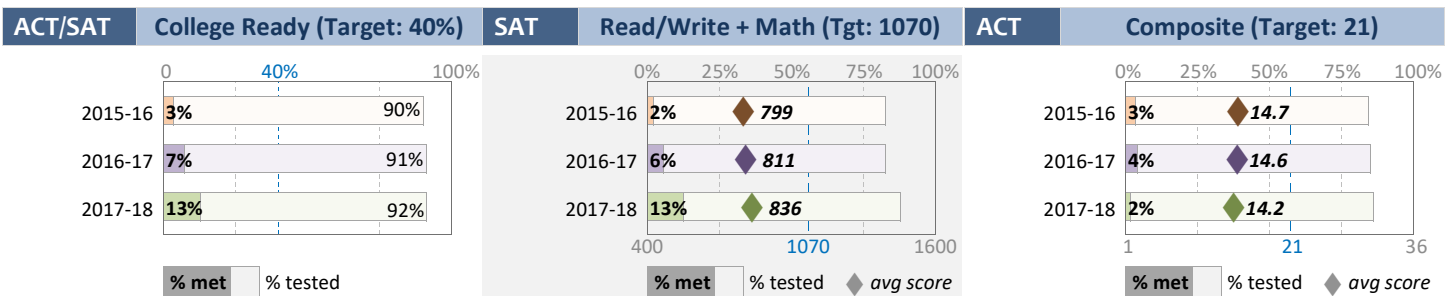 ACT/SAT College Ready (Target: 40%)
0 40% 100%
2015-16 3% 90%
2016-17 7% 91%
2017-18 13% 92%
% met % tested
SAT Read/Write + Math (Tgt: 1070)
0% 25% 50% 75% 100%
2015-16 2% 799
2016-17 6% 811
2017-18 13% 836
400 1070 1600
% met % tested avg score
ACT Composite (Target: 21)
0% 25% 50% 75% 100%
2015-16 3% 14.7
2016-17 4% 14.6
2017-18 2% 14.2
1 21 36
% met % tested avg score